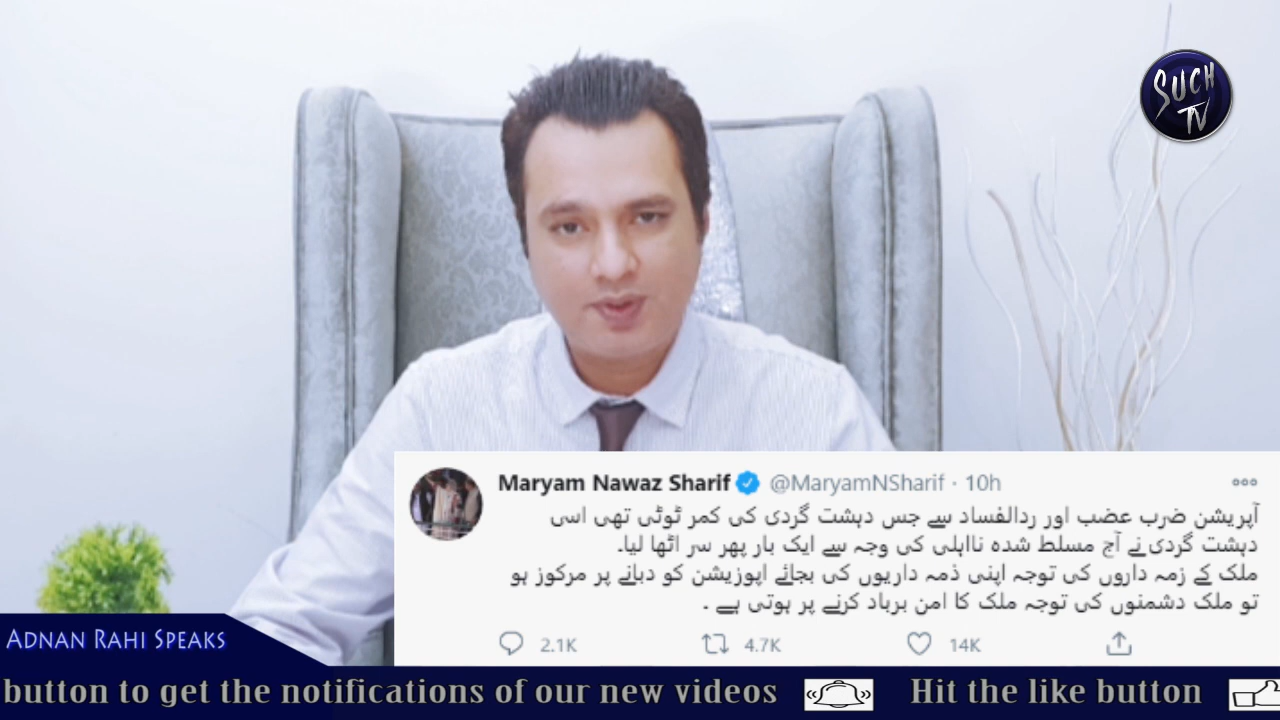 SUCH
TV
Maryam Nawaz Sharif @MaryamNSharif · 10h
آپریشن ضرب عضب اور ردالفساد سے جس دہشت گردی کی کمر ٹوٹی تھی اسی
دہشت گردی نے آج مسلط شدہ نااہلی کی وجہ سے ایک بار پھر سر اٹھا لیا۔
ملک کے زمہ داروں کی توجہ اپنی ذمہ داریوں کی بجائے اپوزیشن کو دبانے پر مرکوز ہو
تو ملک دشمنوں کی توجہ ملک کا امن برباد کرنے پر ہوتی ہے ۔
2.1K 4.7K 14K
ADNAN RAHI SPEAKS
button to get the notifications of our new videos Hit the like button